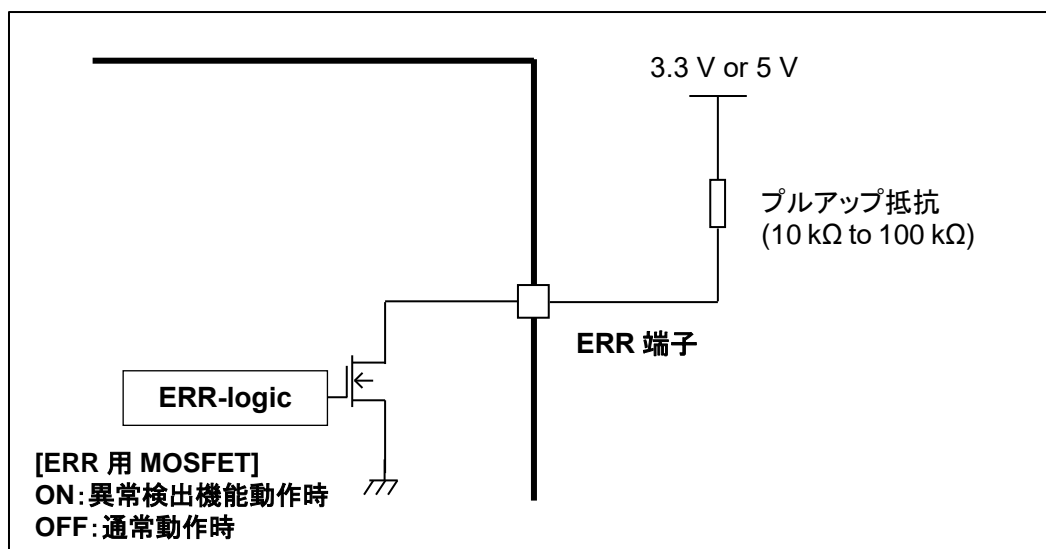 3.3 V or 5 V
プルアップ抵抗
(10 kΩ to 100 kΩ)
ERR 端子
ERR-logic
[ERR 用 MOSFET]
ON：異常検出機能動作時
OFF：通常動作時